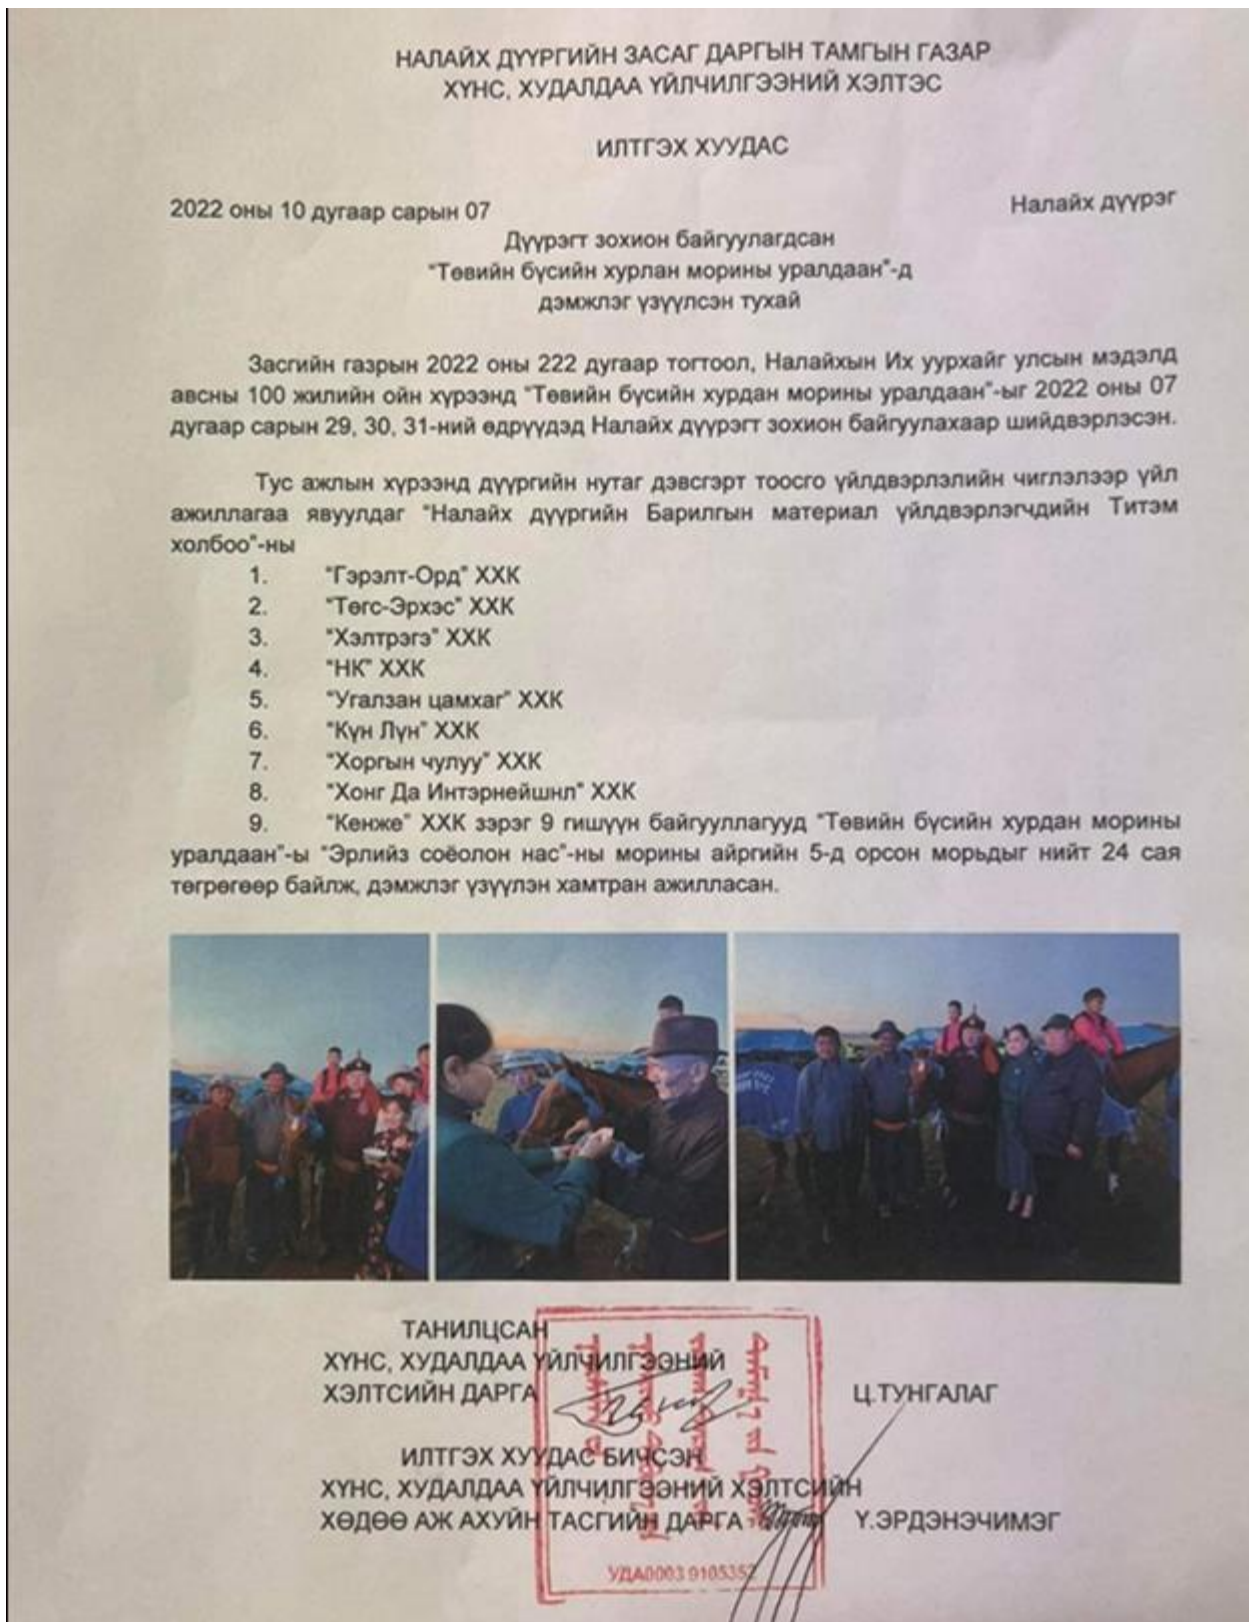 НАЛАЙХ ДҮҮРГИЙН ЗАСАГ ДАРГЫН ТАМГЫН ГАЗАР
ХҮНС, ХУДАЛДАА ҮЙЛЧИЛГЭЭНИЙ ХЭЛТЭС
ИЛТГЭХ ХУУДАС
2022 оны 10 дугаар сарын 07 Налайх дүүрэг
Дүүрэгт зохион байгуулагдсан
"Төвийн бүсийн хурлан морины уралдаан"-д
дэмжлэг үзүүлсэн тухай
Засгийн газрын 2022 оны 222 дугаар тогтоол, Налайхын Их уурхайг улсын мэдэлд
авсны 100 жилийн ойн хүрээнд "Төвийн бүсийн хурдан морины уралдаан"-ыг 2022 оны 07
дугаар сарын 29, 30, 31-ний өдрүүдэд Налайх дүүрэгт зохион байгуулахаар шийдвэрлэсэн.
Тус ажлын хүрээнд дүүргийн нутаг дэвсгэрт тоосго үйлдвэрлэлийн чиглэлээр үйл
ажиллагаа явуулдаг "Налайх дүүргийн Барилгын материал үйлдвэрлэгчдийн Титэм
холбоо"-ны
1. "Гэрэлт-Орд" ХХК
2. "Төгс-Эрхэс" ХХК
3. "Хэлтрэгэ" ХХК
4. "НК" ХХК
5. "Угалзан цамхаг" ХХК
6. "Күн Лүн" ХХК
7. "Хоргын чулуу" ХХК
8. "Хонг Да Интэрнейшнл" ХХК
9. "Кенже" ХХК зэрэг 9 гишүүн байгууллагууд "Төвийн бүсийн хурдан морины
уралдаан"-ы "Эрлийз соёолон нас"-ны морины айргийн 5-д орсон морьдыг нийт 24 сая
төгрөгөөр байлж, дэмжлэг үзүүлэн хамтран ажилласан.
ТАНИЛЦСАН
ХҮНС, ХУДАЛДАА ҮЙЛЧИЛГЭЭНИЙ
ХЭЛТСИЙН ДАРГА Ц.ТУНГАЛАГ
ИЛТГЭХ ХУУДАС БИЧСЭН
ХҮНС, ХУДАЛДАА ҮЙЛЧИЛГЭЭНИЙ ХЭЛТСИЙН
ХӨДӨӨ АЖ АХУЙН ТАСГИЙН ДАРГА Ү.ЭРДЭНЭЧИМЭГ
УДА0003 9105352